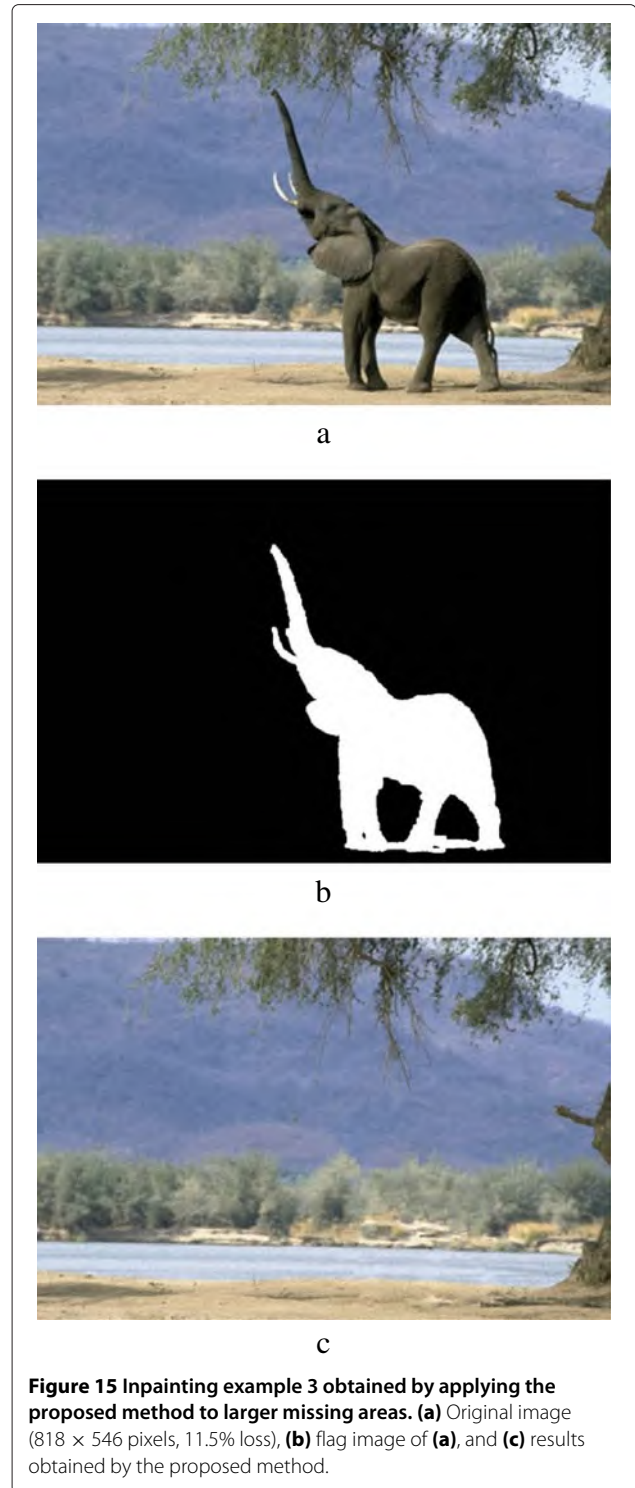 a
b
c
Figure 15 Inpainting example 3 obtained by applying the
proposed method to larger missing areas. (a) Original image
(818 × 546 pixels, 11.5% loss), (b) flag image of (a), and (c) results
obtained by the proposed method.